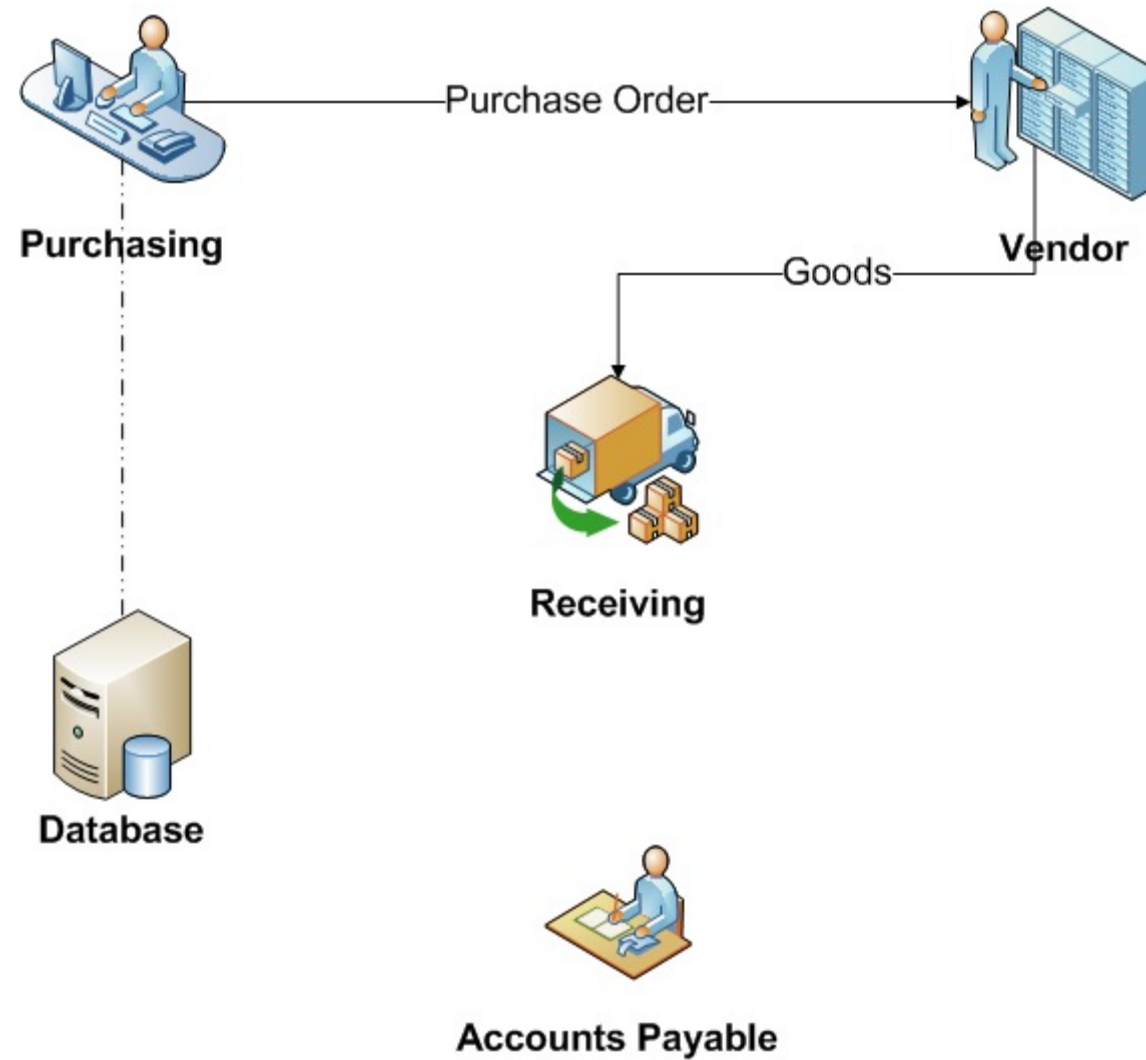 Purchase Order
Purchasing
Vendor
Goods
Receiving
Database
Accounts Payable